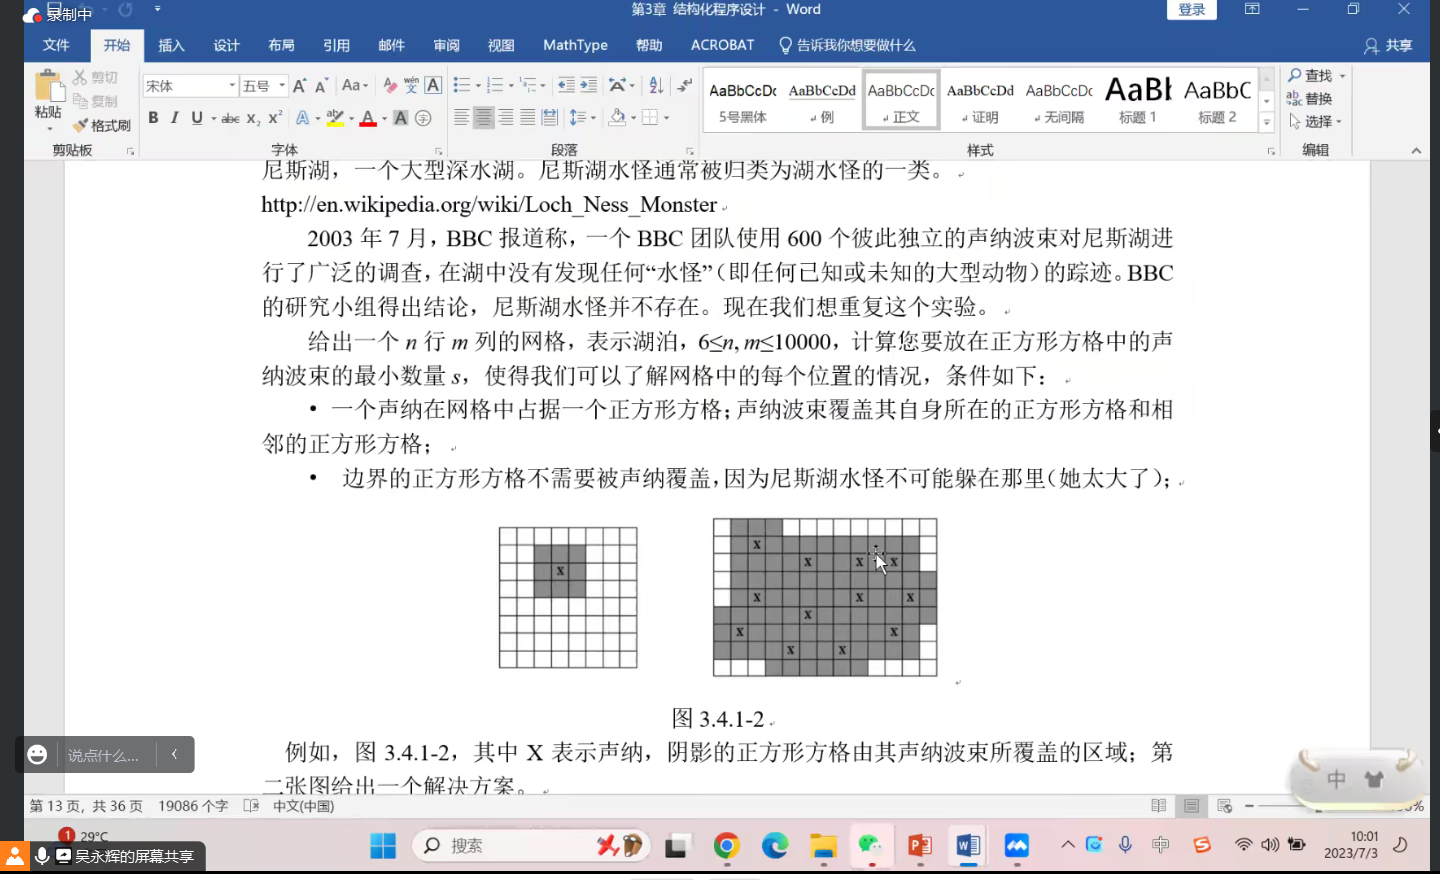 录制中
第3章 结构化程序设计 - Word
登录
文件 开始 插入 设计 布局 引用 邮件 审阅 视图 MathType 帮助 ACROBAT 告诉我你想要做什么 共享
剪切
复制
格式刷
粘贴
剪贴板
宋体 五号
字体
段落
AaBbCcDc AaBbCcDd AaBbCcDc AaBbCcDd AaBbCcDc AaBl AaBbC
5号黑体 例 正文 证明 无间隔 标题 1 标题 2
样式
查找
替换
选择
编辑
尼斯湖，一个大型深水湖。尼斯湖水怪通常被归类为湖水怪的一类。
http://en.wikipedia.org/wiki/Loch_Ness_Monster
2003 年 7 月，BBC 报道称，一个 BBC 团队使用 600 个彼此独立的声纳波束对尼斯湖进
行了广泛的调查，在湖中没有发现任何“水怪”（即任何已知或未知的大型动物）的踪迹。BBC
的研究小组得出结论，尼斯湖水怪并不存在。现在我们想重复这个实验。
给出一个 n 行 m 列的网格，表示湖泊，6≤n, m≤10000，计算您要放在正方形方格中的声
纳波束的最小数量 s，使得我们可以了解网格中的每个位置的情况，条件如下：
• 一个声纳在网格中占据一个正方形方格；声纳波束覆盖其自身所在的正方形方格和相
邻的正方形方格；
• 边界的正方形方格不需要被声纳覆盖，因为尼斯湖水怪不可能躲在那里（她太大了）；
X
X
X X X
X X X
X
X X
X X
图 3.4.1-2
例如，图 3.4.1-2，其中 X 表示声纳，阴影的正方形方格由其声纳波束所覆盖的区域；第
二张图给出一个解决方案。
说点什么...
中
第 13 页，共 36 页 19086 个字 中文(中国)
1
29°C
吴永辉的屏幕共享
搜索
中
10:01
2023/7/3